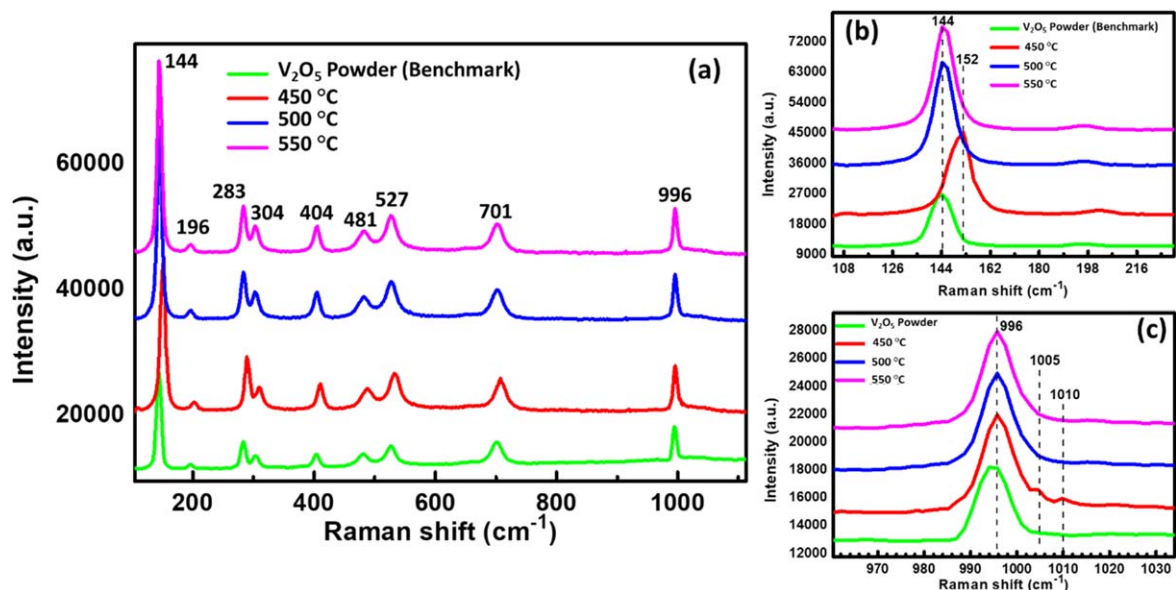 (a)
V₂O₅ Powder (Benchmark)
450 °C
500 °C
550 °C
144
196
283
304
404
481
527
701
996
60000
40000
20000
Intensity (a.u.)
200 400 600 800 1000
Raman shift (cm⁻¹)
(b)
144
152
V₂O₅ Powder (Benchmark)
450 °C
500 °C
550 °C
72000
63000
54000
45000
36000
27000
18000
9000
Intensity (a.u.)
108 126 144 162 180 198 216
Raman shift (cm⁻¹)
(c)
V₂O₅ Powder
450 °C
500 °C
550 °C
996
1005
1010
28000
26000
24000
22000
20000
18000
16000
14000
12000
Intensity (a.u.)
970 980 990 1000 1010 1020 1030
Raman shift (cm⁻¹)